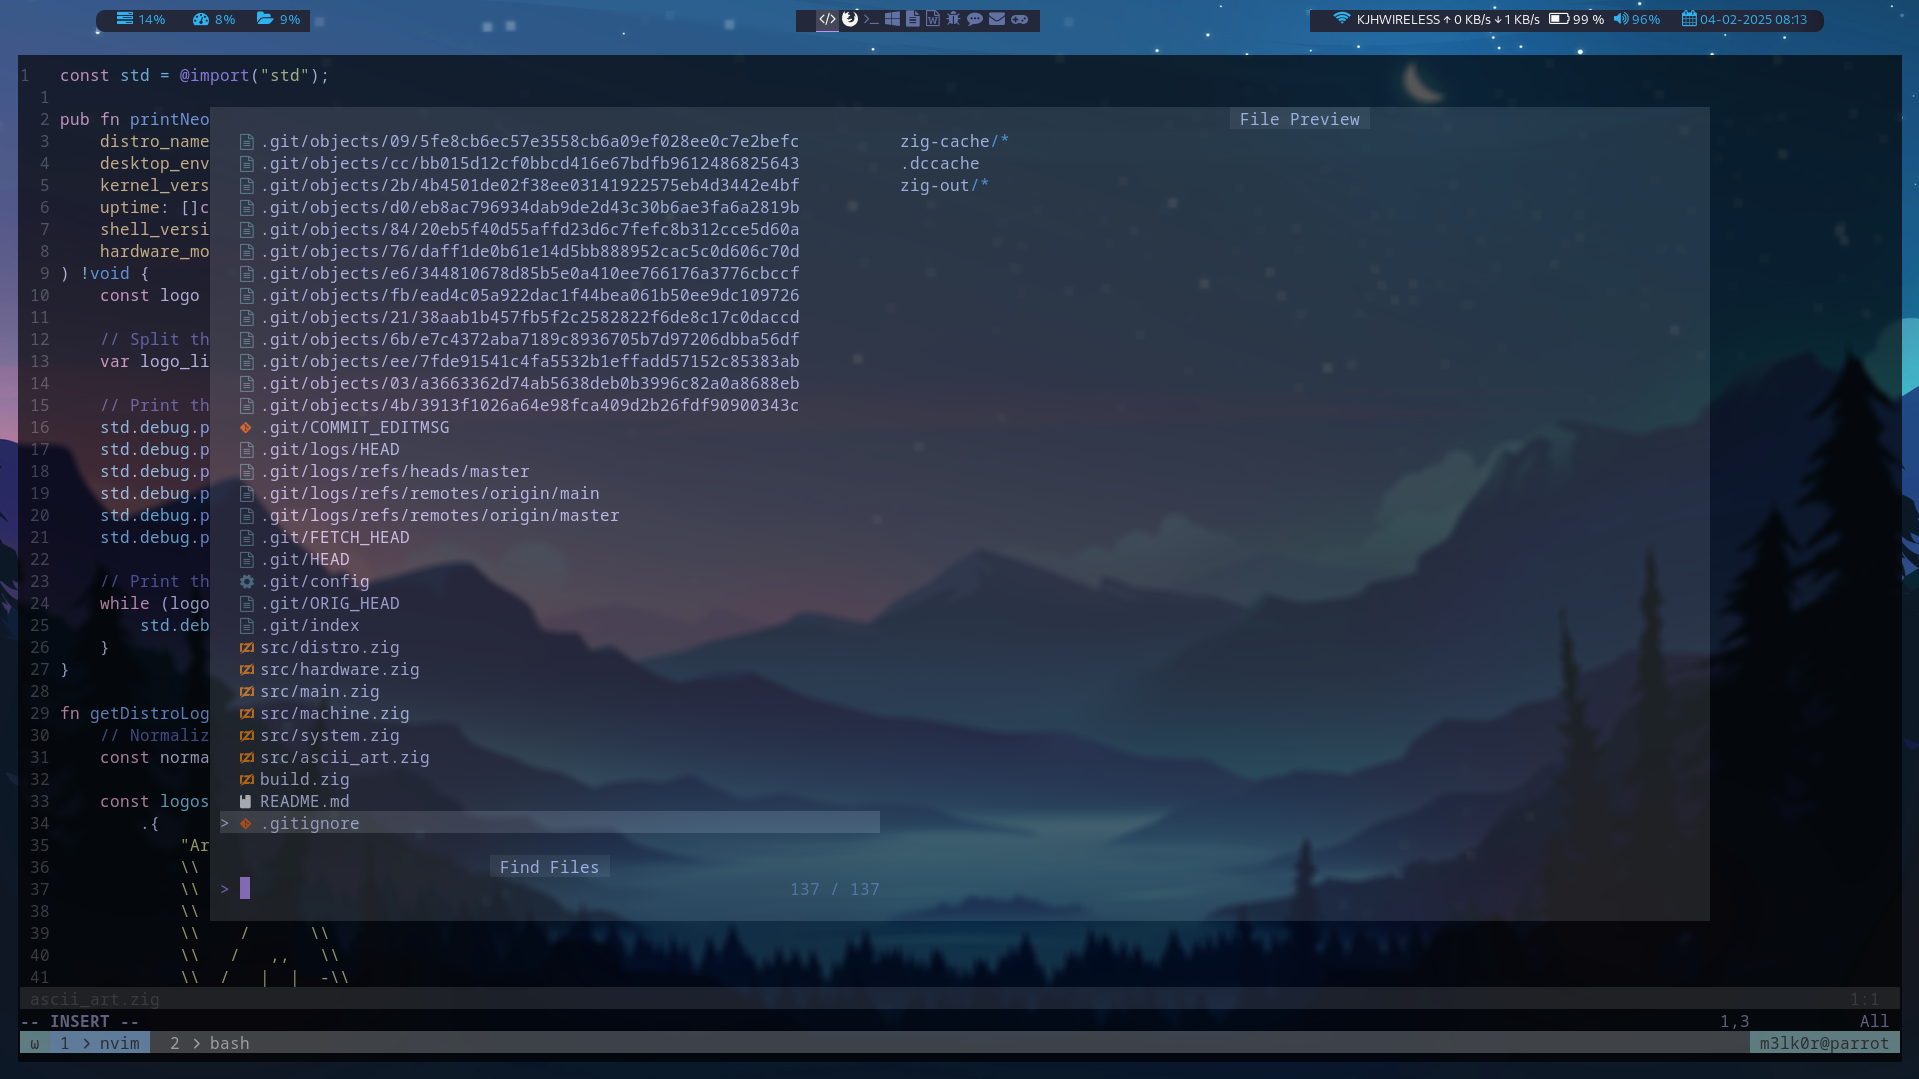 14% 8% 9%
</> >_
KJHWIRELESS ↑ 0 KB/s ↓ 1 KB/s 99 % 96% 04-02-2025 08:13
1 const std = @import("std");
1
2 pub fn printNeo
3 distro_name
4 desktop_env
5 kernel_vers
6 uptime: []c
7 shell_versi
8 hardware_mo
9 ) !void {
10 const logo
11
12 // Split th
13 var logo_li
14
15 // Print th
16 std.debug.p
17 std.debug.p
18 std.debug.p
19 std.debug.p
20 std.debug.p
21 std.debug.p
22
23 // Print th
24 while (logo
25 std.deb
26 }
27 }
28
29 fn getDistroLog
30 // Normaliz
31 const norma
32
33 const logos
34 .{
35 "Ar
36 \\
37 \\
38 \\
39 \\ / \\
40 \\ / ,, \\
41 \\ / | | -\\
.git/objects/09/5fe8cb6ec57e3558cb6a09ef028ee0c7e2befc
.git/objects/cc/bb015d12cf0bbcd416e67bdfb9612486825643
.git/objects/2b/4b4501de02f38ee03141922575eb4d3442e4bf
.git/objects/d0/eb8ac796934dab9de2d43c30b6ae3fa6a2819b
.git/objects/84/20eb5f40d55affd23d6c7fefc8b312cce5d60a
.git/objects/76/daff1de0b61e14d5bb888952cac5c0d606c70d
.git/objects/e6/344810678d85b5e0a410ee766176a3776cbccf
.git/objects/fb/ead4c05a922dac1f44bea061b50ee9dc109726
.git/objects/21/38aab1b457fb5f2c2582822f6de8c17c0daccd
.git/objects/6b/e7c4372aba7189c8936705b7d97206dbba56df
.git/objects/ee/7fde91541c4fa5532b1effadd57152c85383ab
.git/objects/03/a3663362d74ab5638deb0b3996c82a0a8688eb
.git/objects/4b/3913f1026a64e98fca409d2b26fdf90900343c
.git/COMMIT_EDITMSG
.git/logs/HEAD
.git/logs/refs/heads/master
.git/logs/refs/remotes/origin/main
.git/logs/refs/remotes/origin/master
.git/FETCH_HEAD
.git/HEAD
.git/config
.git/ORIG_HEAD
.git/index
src/distro.zig
src/hardware.zig
src/main.zig
src/machine.zig
src/system.zig
src/ascii_art.zig
build.zig
README.md
> .gitignore
Find Files
> 137 / 137
File Preview
zig-cache/*
.dccache
zig-out/*
ascii_art.zig 1:1
-- INSERT -- 1,3 All
ω 1 > nvim 2 > bash m3lk0r@parrot